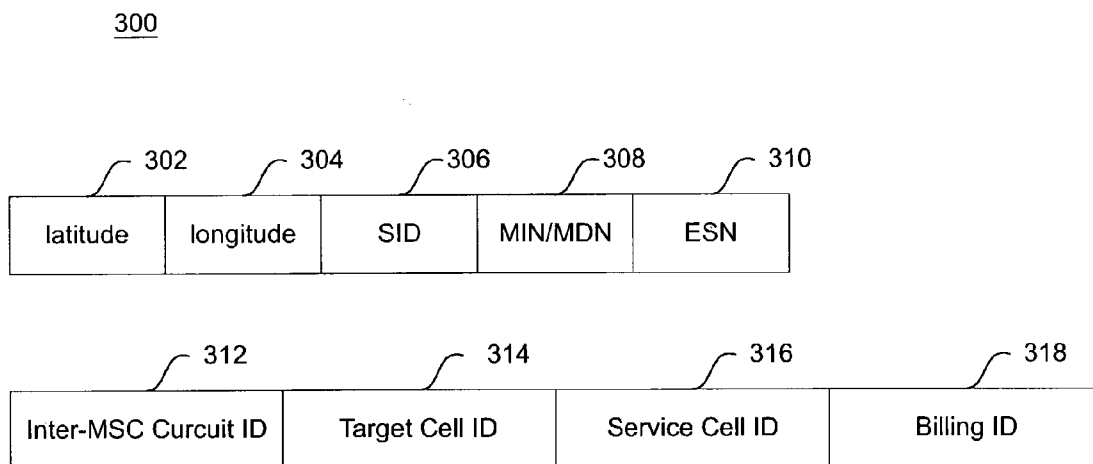 300
302 304 306 308 310
latitude longitude SID MIN/MDN ESN
312 314 316 318
Inter-MSC Curcuit ID Target Cell ID Service Cell ID Billing ID